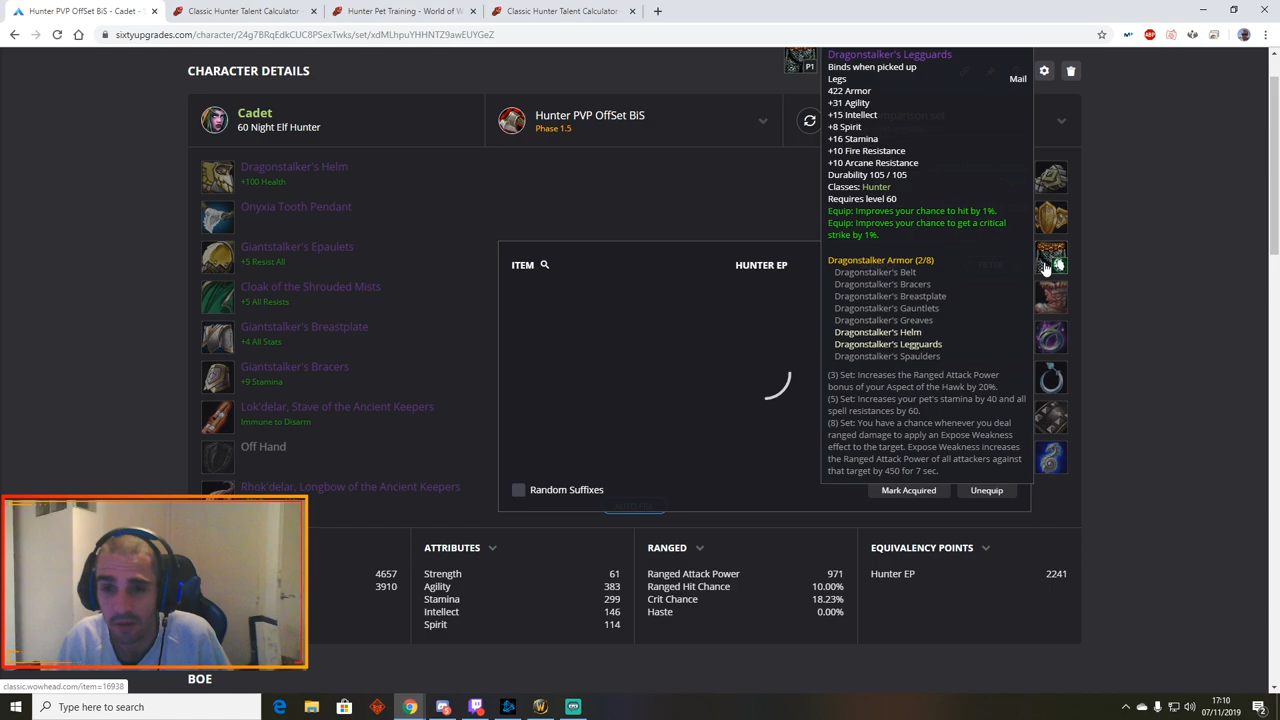 Hunter PVP OffSet BiS - Cadet -
Classic Hunter Talent Calculator -
Hunter Pet Training - World of W
Classic Hunter Talent Calculator -
sixtyupgrades.com/character/24g7BRqEdkCUC8PSexTwks/set/xdMLhpuYHHNTZ9awEUYGeZ
CHARACTER DETAILS
P1
Cadet
60 Night Elf Hunter
Hunter PVP OffSet BiS
Phase 1.5
Dragonstalker's Helm
+100 Health
Onyxia Tooth Pendant
Giantstalker's Epaulets
+5 Resist All
Cloak of the Shrouded Mists
+5 All Resists
Giantstalker's Breastplate
+4 All Stats
Giantstalker's Bracers
+9 Stamina
Lok'delar, Stave of the Ancient Keepers
Immune to Disarm
Off Hand
Rhok'delar, Longbow of the Ancient Keepers
ITEM
HUNTER EP
Random Suffixes
Mark Acquired
Unequip
Dragonstalker's Legguards
Binds when picked up
Legs Mail
422 Armor
+31 Agility
+15 Intellect
+8 Spirit
+16 Stamina
+10 Fire Resistance
+10 Arcane Resistance
Durability 105 / 105
Classes: Hunter
Requires level 60
Equip: Improves your chance to hit by 1%.
Equip: Improves your chance to get a critical
strike by 1%.
Dragonstalker Armor (2/8)
Dragonstalker's Belt
Dragonstalker's Bracers
Dragonstalker's Breastplate
Dragonstalker's Gauntlets
Dragonstalker's Greaves
Dragonstalker's Helm
Dragonstalker's Legguards
Dragonstalker's Spaulders
(3) Set: Increases the Ranged Attack Power
bonus of your Aspect of the Hawk by 20%.
(5) Set: Increases your pet's stamina by 40 and all
spell resistances by 60.
(8) Set: You have a chance whenever you deal
ranged damage to apply an Expose Weakness
effect to the target. Expose Weakness increases
the Ranged Attack Power of all attackers against
that target by 450 for 7 sec.
4657
3910
ATTRIBUTES
Strength 61
Agility 383
Stamina 299
Intellect 146
Spirit 114
RANGED
Ranged Attack Power 971
Ranged Hit Chance 10.00%
Crit Chance 18.23%
Haste 0.00%
EQUIVALENCY POINTS
Hunter EP 2241
BOE
classic.wowhead.com/item=16938
Type here to search
17:10
07/11/2019
2